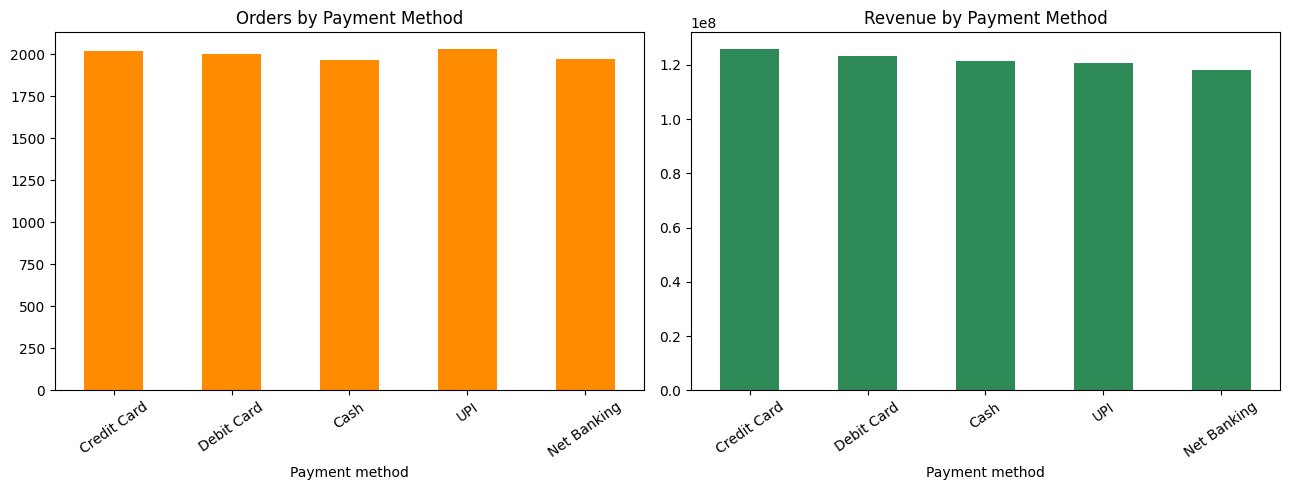 Orders by Payment Method
2000
1750
1500
1250
1000
750
500
250
0
Credit Card
Debit Card
Cash
UPI
Net Banking
Payment method
Revenue by Payment Method
1e8
1.2
1.0
0.8
0.6
0.4
0.2
0.0
Credit Card
Debit Card
Cash
UPI
Net Banking
Payment method